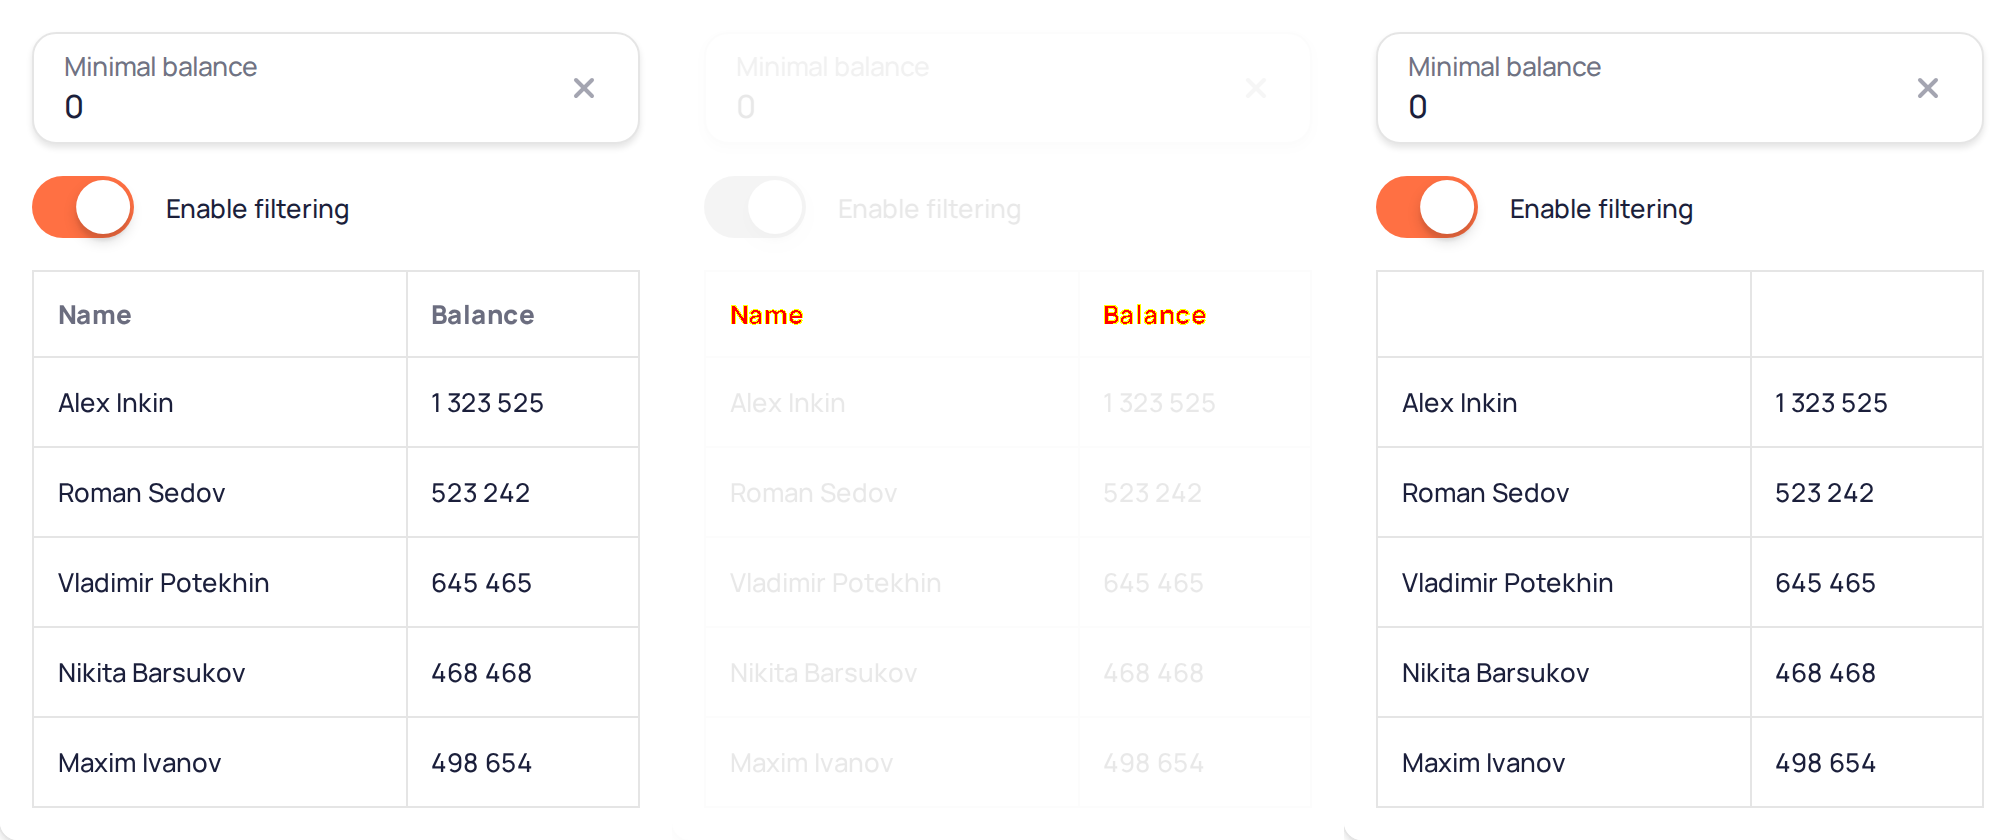 Minimal balance
0
Enable filtering
Name Balance
Alex Inkin 1 323 525
Roman Sedov 523 242
Vladimir Potekhin 645 465
Nikita Barsukov 468 468
Maxim Ivanov 498 654
Minimal balance
0
Enable filtering
Name Balance
Alex Inkin 1 323 525
Roman Sedov 523 242
Vladimir Potekhin 645 465
Nikita Barsukov 468 468
Maxim Ivanov 498 654
Minimal balance
0
Enable filtering
Alex Inkin 1 323 525
Roman Sedov 523 242
Vladimir Potekhin 645 465
Nikita Barsukov 468 468
Maxim Ivanov 498 654